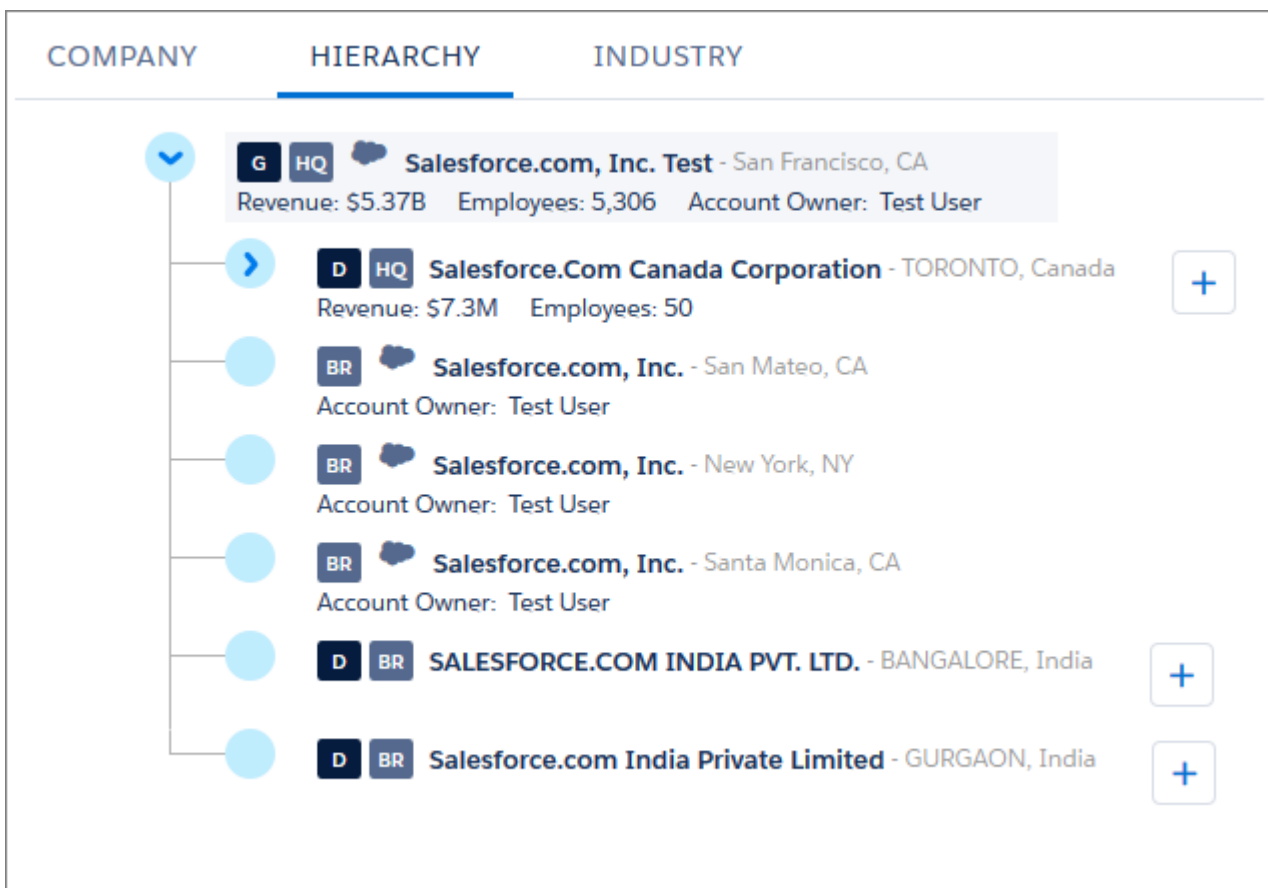 COMPANY HIERARCHY INDUSTRY
G HQ Salesforce.com, Inc. Test - San Francisco, CA
Revenue: $5.37B Employees: 5,306 Account Owner: Test User
D HQ Salesforce.Com Canada Corporation - TORONTO, Canada
Revenue: $7.3M Employees: 50
BR Salesforce.com, Inc. - San Mateo, CA
Account Owner: Test User
BR Salesforce.com, Inc. - New York, NY
Account Owner: Test User
BR Salesforce.com, Inc. - Santa Monica, CA
Account Owner: Test User
D BR SALESFORCE.COM INDIA PVT. LTD. - BANGALORE, India
D BR Salesforce.com India Private Limited - GURGAON, India